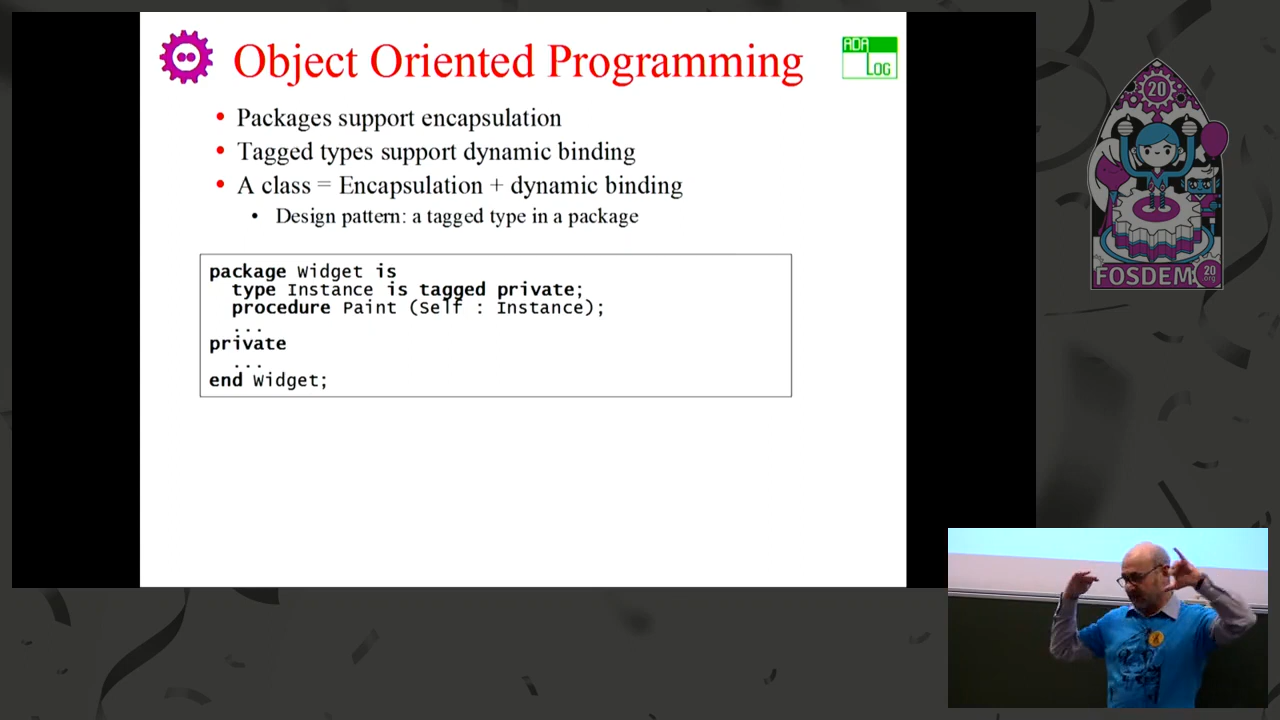 Object Oriented Programming
ADA
LOG
• Packages support encapsulation
• Tagged types support dynamic binding
• A class = Encapsulation + dynamic binding
• Design pattern: a tagged type in a package
package Widget is
type Instance is tagged private;
procedure Paint (Self : Instance);
...
private
...
end Widget;
20
FOSDEM
20
.org